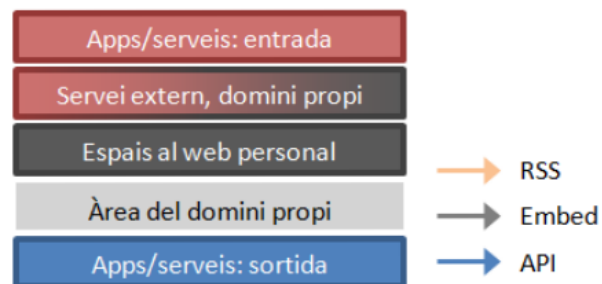 Apps/serveis: entrada
Servei extern, domini propi
Espais al web personal
Àrea del domini propi
Apps/serveis: sortida
RSS
Embed
API